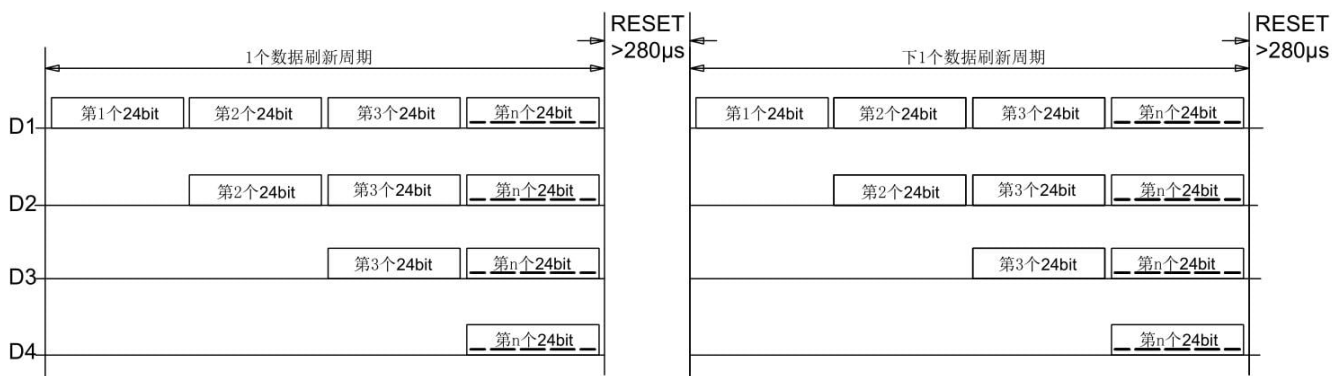 RESET
>280μs
RESET
>280μs
1个数据刷新周期
下1个数据刷新周期
D1
第1个24bit
第2个24bit
第3个24bit
第n个24bit
第1个24bit
第2个24bit
第3个24bit
第n个24bit
D2
第2个24bit
第3个24bit
第n个24bit
第2个24bit
第3个24bit
第n个24bit
D3
第3个24bit
第n个24bit
第3个24bit
第n个24bit
D4
第n个24bit
第n个24bit